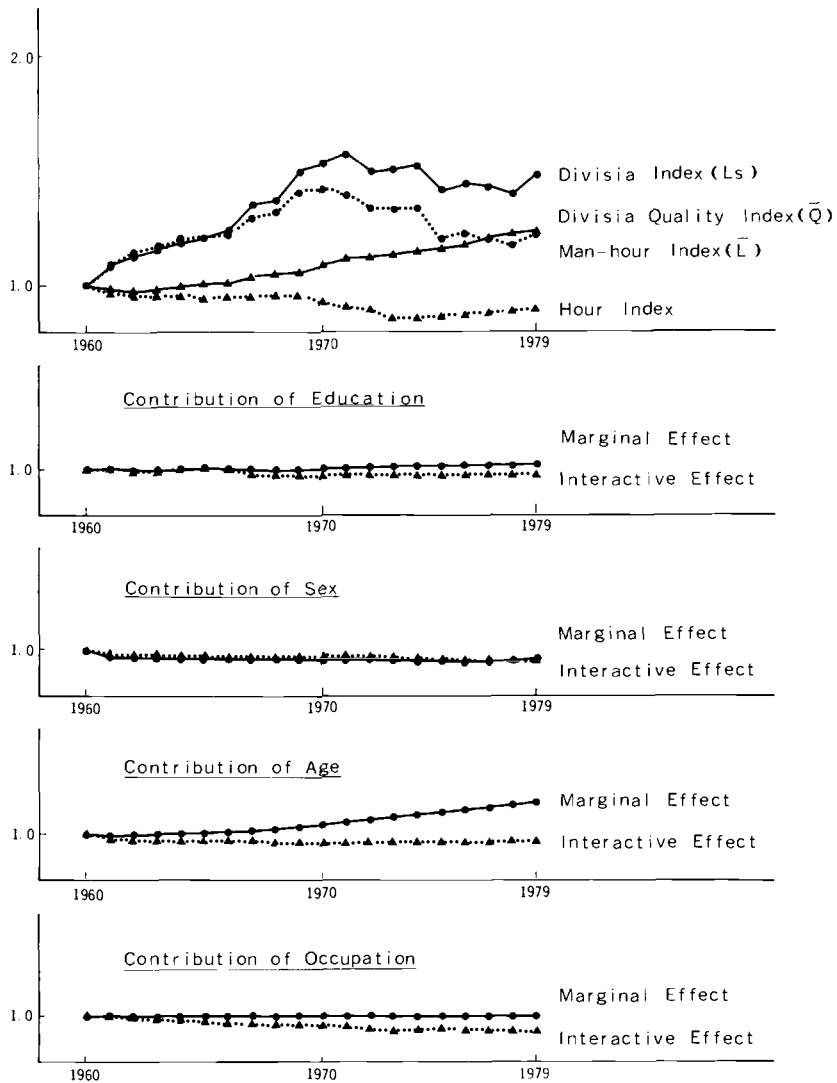 2.0
Divisia Index(Ls)
Divisia Quality Index(Q̄)
Man-hour Index(L̄)
1.0
Hour Index
1960 1970 1979
Contribution of Education
Marginal Effect
1.0
Interactive Effect
1960 1970 1979
Contribution of Sex
Marginal Effect
1.0
Interactive Effect
1960 1970 1979
Contribution of Age
Marginal Effect
1.0
Interactive Effect
1960 1970 1979
Contribution of Occupation
Marginal Effect
1.0
Interactive Effect
1960 1970 1979